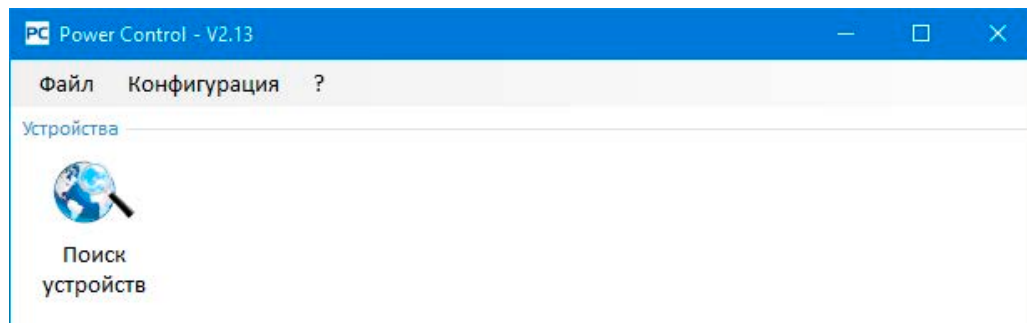 PC Power Control - V2.13
Файл Конфигурация ?
Устройства
Поиск
устройств